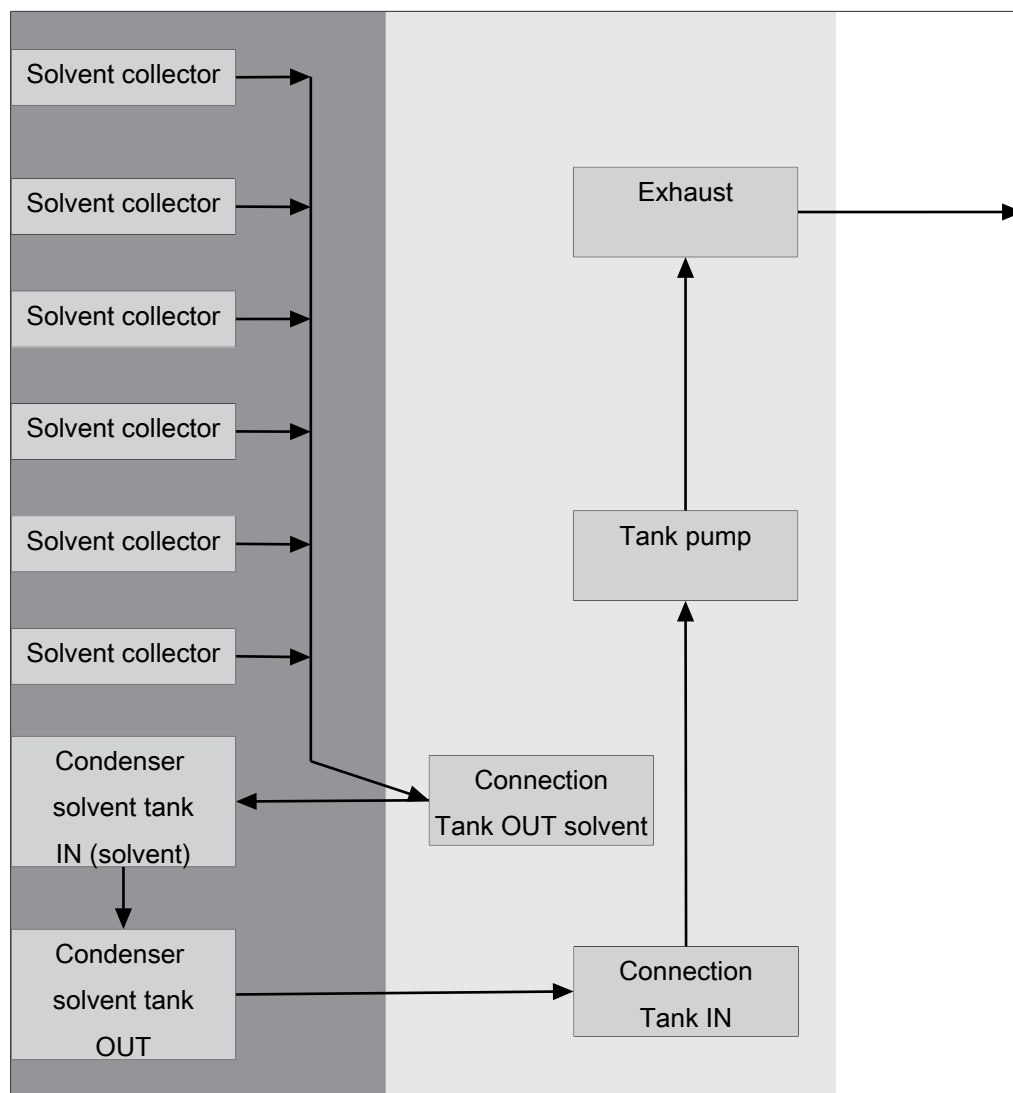 Solvent collector
Solvent collector
Solvent collector
Solvent collector
Solvent collector
Solvent collector
Condenser
solvent tank
IN (solvent)
Condenser
solvent tank
OUT
Connection
Tank OUT solvent
Exhaust
Tank pump
Connection
Tank IN